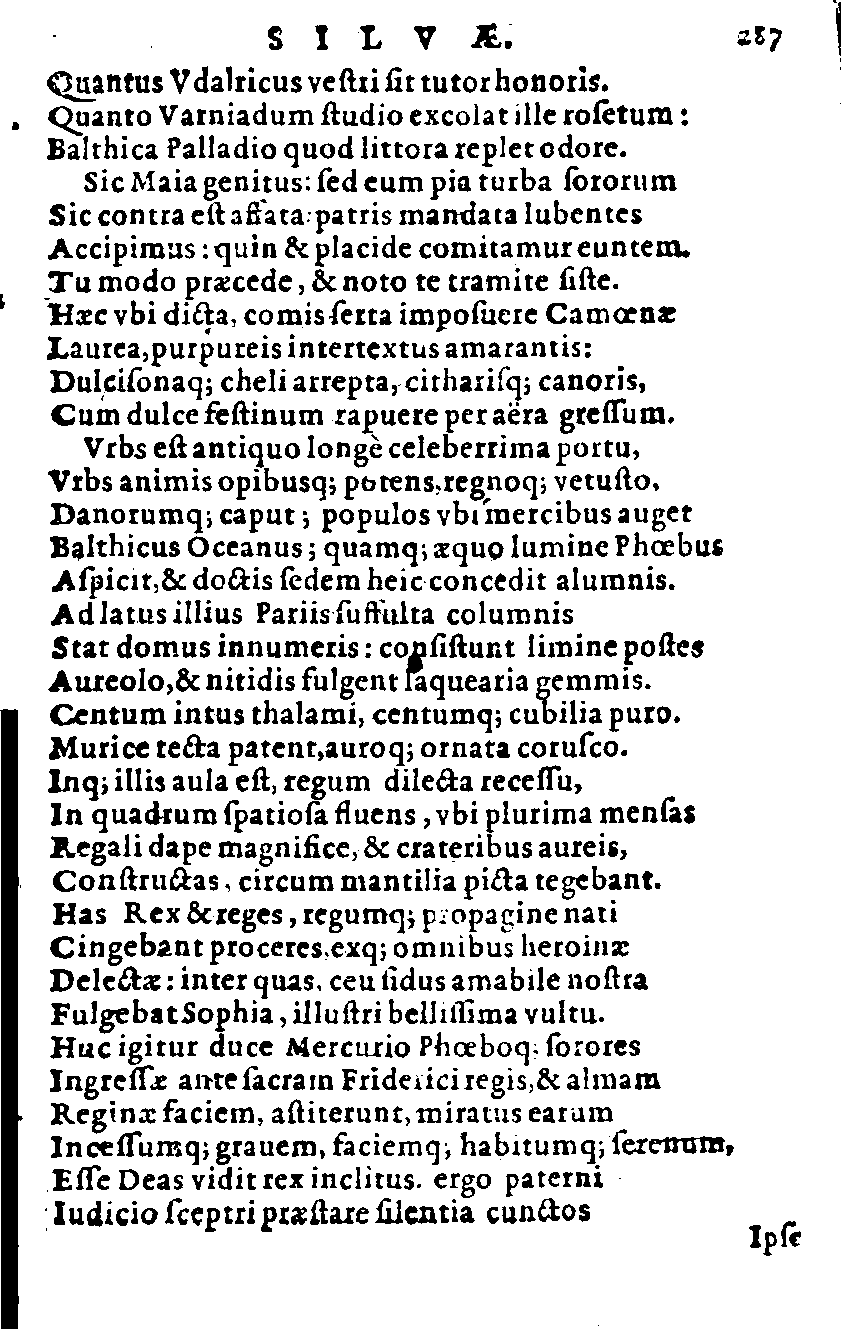 SILVÆ. 287
Quantus Vdalricus veſtri ſit tutor honoris.
Quanto Varniadum ſtudio excolat ille roſetum:
Balthica Palladio quod littora replet odore.
Sic Maia genitus: ſed eum pia turba ſororum
Sic contra eſt affata: patris mandata lubentes
Accipimus: quin & placide comitamur euntem.
Tu modo præcede, & noto te tramite ſiſte.
Hæc vbi dicta, comis ſerta impoſuere Camœnæ
Laurea, purpureis intertextus amarantis:
Dulciſonaq; cheli arrepta, cithariſq; canoris,
Cum dulce feſtinum rapuere per aëra greſſum.
Vrbs eſt antiquo longè celeberrima portu,
Vrbs animis opibusq; potens, regnoq; vetuſto,
Danorumq; caput; populos vbi mercibus auget
Balthicus Oceanus; quamq; æquo lumine Phœbus
Aſpicit, & doctis ſedem heic concedit alumnis.
Ad latus illius Pariis ſuffulta columnis
Stat domus innumeris: conſiſtunt limine poſtes
Aureolo, & nitidis fulgent laquearia gemmis.
Centum intus thalami, centumq; cubilia puro.
Murice tecta patent, auroq; ornata coruſco.
Inq; illis aula eſt, regum dilecta receſſu,
In quadrum ſpatioſa fluens, vbi plurima menſas
Regali dape magnifice, & crateribus aureis,
Conſtructas, circum mantilia picta tegebant.
Has Rex & reges, regumq; propagine nati
Cingebant proceres, exq; omnibus heroinæ
Delectæ: inter quas, ceu ſidus amabile noſtra
Fulgebat Sophia, illuſtri belliſſima vultu.
Huc igitur duce Mercurio Phœboq; ſorores
Ingreſſæ ante ſacram Friderici regis, & almam
Reginæ faciem, aſtiterunt, miratus earum
Inceſſumq; grauem, faciemq; habitumq; ſerenum,
Eſſe Deas vidit rex inclitus. ergo paterni
Iudicio ſceptri præſtare ſilentia cunctos
Ipſe